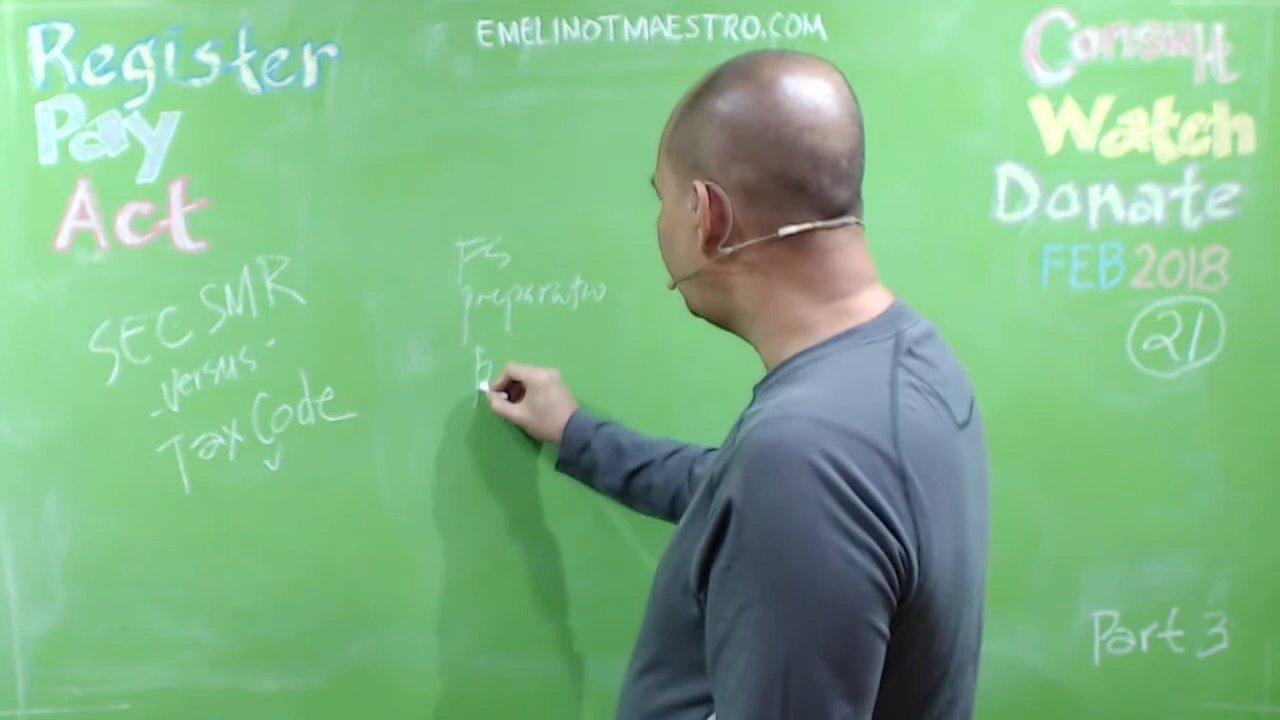 EMELINOTMAESTRO.COM
Register
Pay
Act
Consult
Watch
Donate
FEB 2018
21
SEC SMR
-versus-
Tax Code
FS
preparation
Part 3